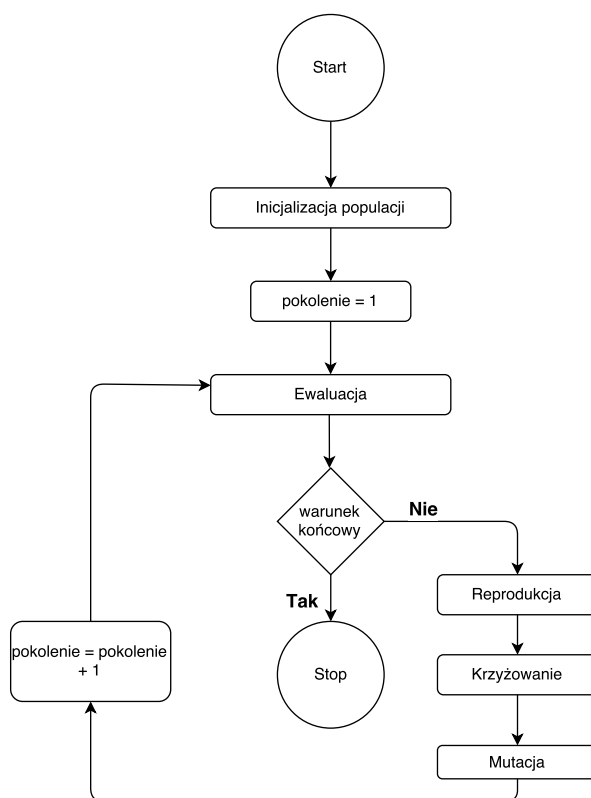 Start
Inicjalizacja populacji
pokolenie = 1
Ewaluacja
warunek
końcowy
Nie
Tak
Reprodukcja
Krzyżowanie
Mutacja
Stop
pokolenie = pokolenie
+ 1